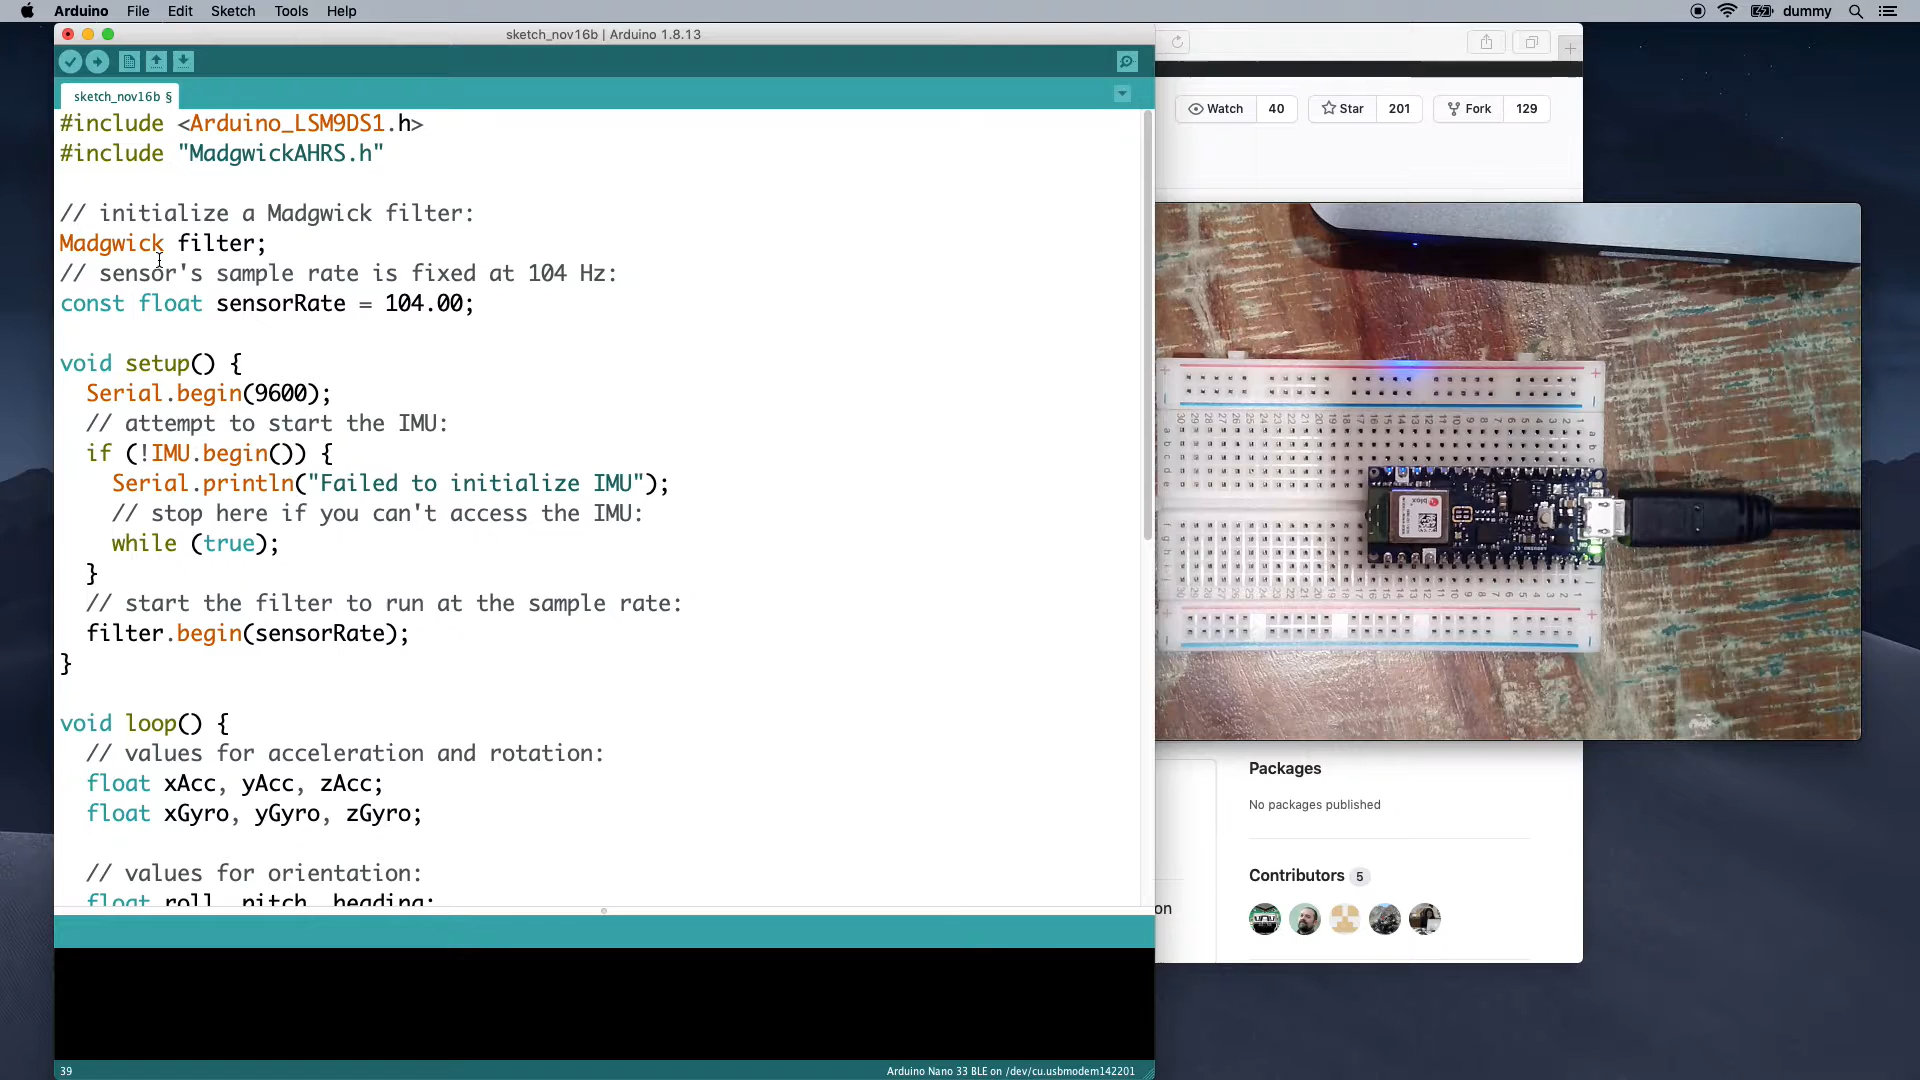 Arduino File Edit Sketch Tools Help
dummy
sketch_nov16b | Arduino 1.8.13
sketch_nov16b §
#include <Arduino_LSM9DS1.h>
#include "MadgwickAHRS.h"
// initialize a Madgwick filter:
Madgwick filter;
// sensor's sample rate is fixed at 104 Hz:
const float sensorRate = 104.00;
void setup() {
Serial.begin(9600);
// attempt to start the IMU:
if (!IMU.begin()) {
Serial.println("Failed to initialize IMU");
// stop here if you can't access the IMU:
while (true);
}
// start the filter to run at the sample rate:
filter.begin(sensorRate);
}
void loop() {
// values for acceleration and rotation:
float xAcc, yAcc, zAcc;
float xGyro, yGyro, zGyro;
// values for orientation:
float roll, pitch, heading;
39
Arduino Nano 33 BLE on /dev/cu.usbmodem142201
Watch 40 Star 201 Fork 129
Packages
No packages published
Contributors 5
on